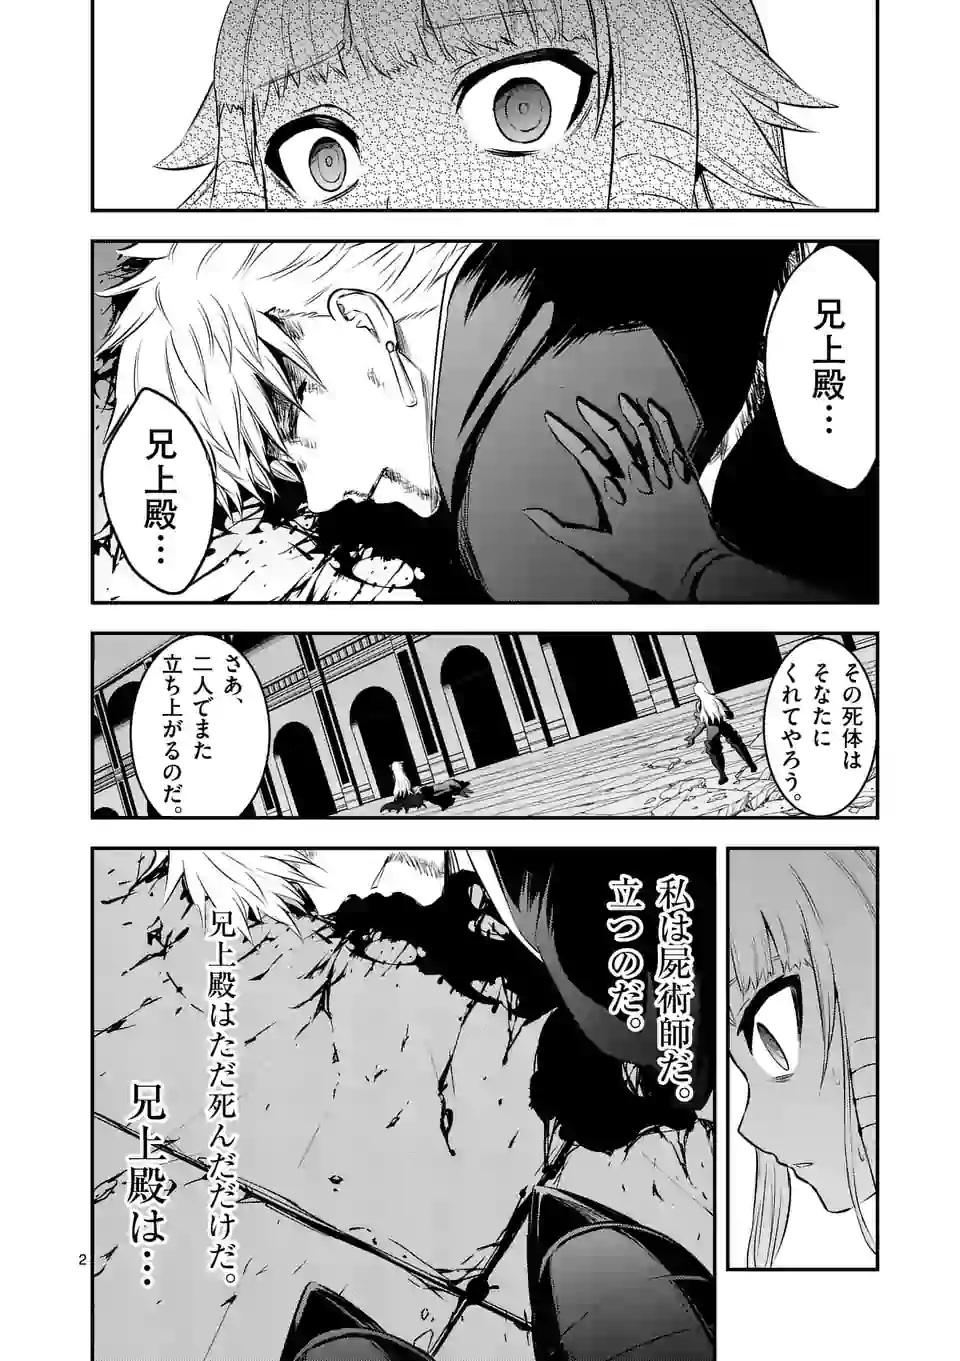 兄上殿…
兄上殿…
その死体は
そなたに
くれてやろう。
さあ、
二人でまた
立ち上がるのだ。
私は屍術師だ。
立つのだ。
兄上殿はただ死んだだけだ。
兄上殿は…
2